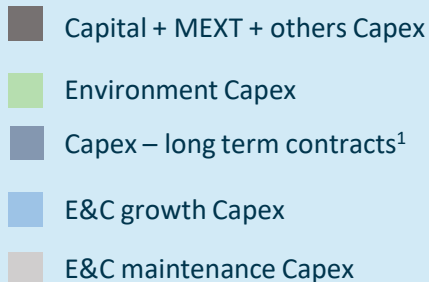 Capital + MEXT + others Capex
Environment Capex
Capex – long term contracts¹
E&C growth Capex
E&C maintenance Capex